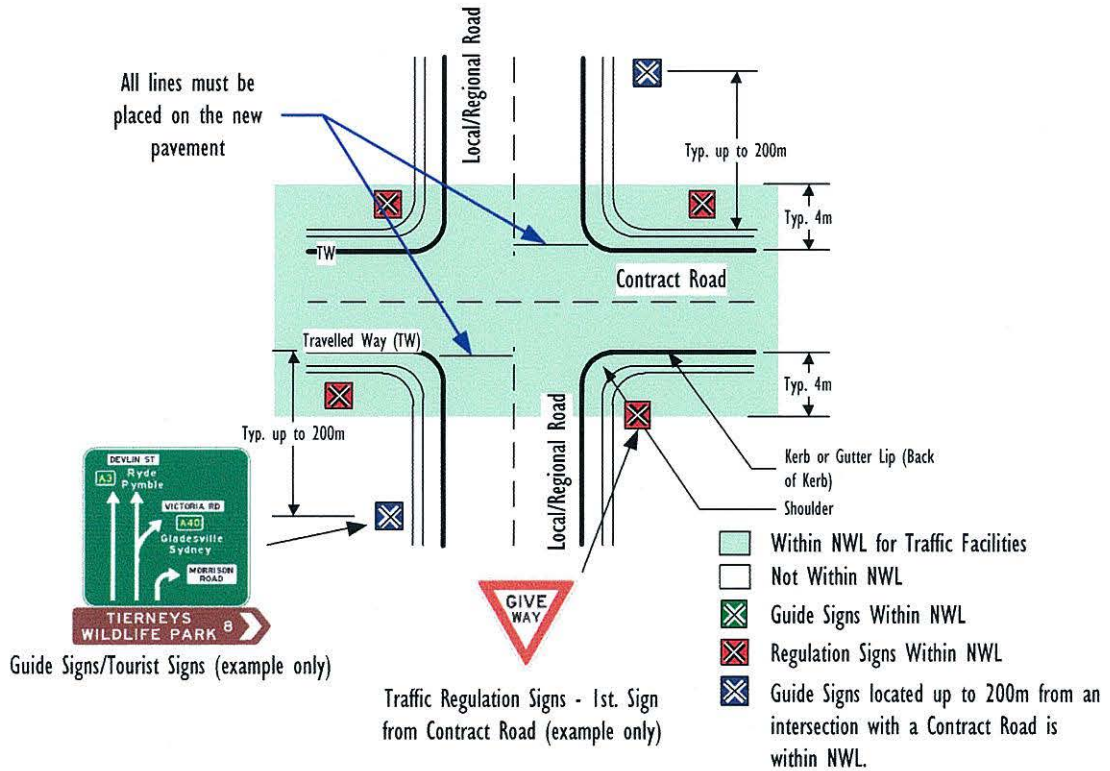 Local/Regional Road
All lines must be
placed on the new
pavement
Typ. up to 200m
Typ. 4m
TW
Contract Road
Travelled Way (TW)
Typ. 4m
Typ. up to 200m
Local/Regional Road
Kerb or Gutter Lip (Back
of Kerb)
Shoulder
DEVLIN ST
A3
Ryde
Pymble
VICTORIA RD
A40
Gladesville
Sydney
MORRISON
ROAD
TIERNEYS
WILDLIFE PARK 8
Guide Signs/Tourist Signs (example only)
GIVE
WAY
Traffic Regulation Signs - 1st. Sign
from Contract Road (example only)
Within NWL for Traffic Facilities
Not Within NWL
Guide Signs Within NWL
Regulation Signs Within NWL
Guide Signs located up to 200m from an
intersection with a Contract Road is
within NWL.